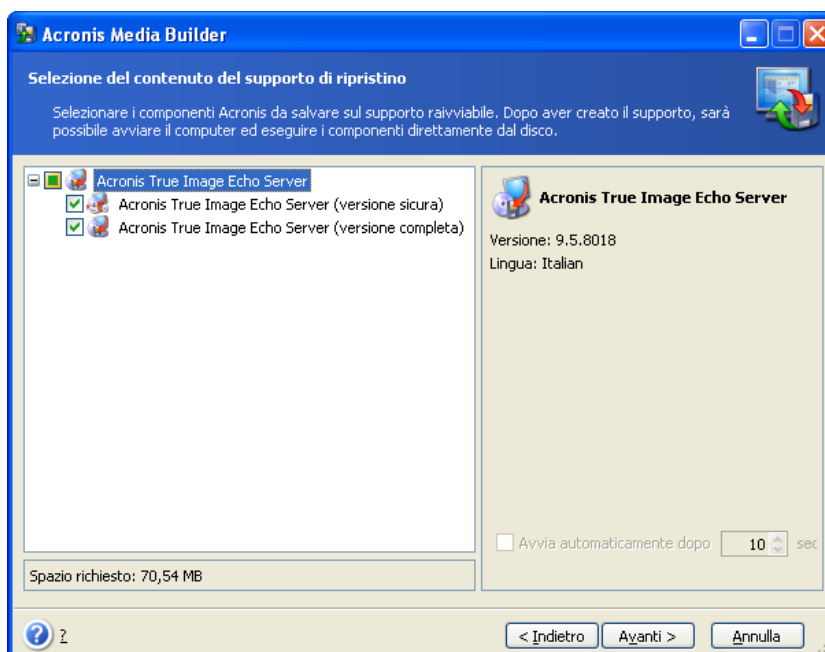 Acronis Media Builder
Selezione del contenuto del supporto di ripristino
Selezionare i componenti Acronis da salvare sul supporto raivviabile. Dopo aver creato il supporto, sarà
possibile avviare il computer ed eseguire i componenti direttamente dal disco.
Acronis True Image Echo Server
Acronis True Image Echo Server (versione sicura)
Acronis True Image Echo Server (versione completa)
Acronis True Image Echo Server
Versione: 9.5.8018
Lingua: Italian
Avvia automaticamente dopo 10 sec
Spazio richiesto: 70,54 MB
? ?
< Indietro Avanti > Annulla